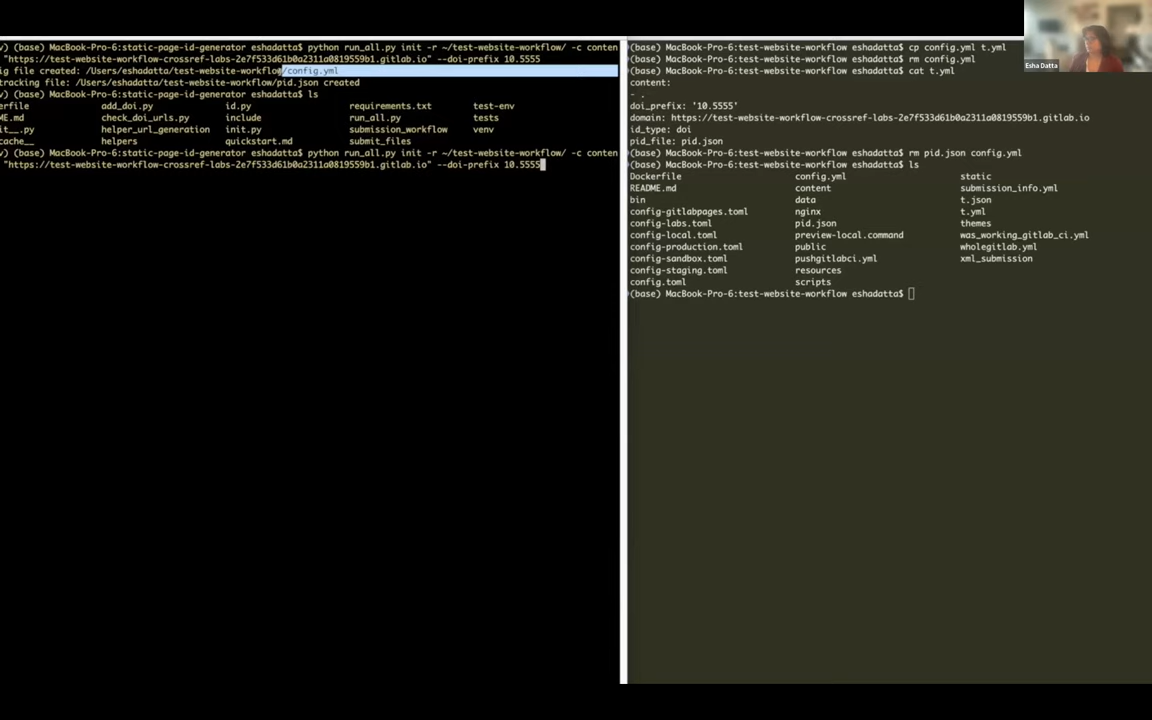 v) (base) MacBook-Pro-6:static-page-id-generator eshadatta$ python run_all.py init -r ~/test-website-workflow/ -c conten
"https://test-website-workflow-crossref-labs-2e7f533d61b0a2311a0819559b1.gitlab.io" --doi-prefix 10.5555
ig file created: /Users/eshadatta/test-website-workflow/config.yml
tracking file: /Users/eshadatta/test-website-workflow/pid.json created
v) (base) MacBook-Pro-6:static-page-id-generator eshadatta$ ls
erfile add_doi.py id.py requirements.txt test-env
ME.md check_doi_urls.py include run_all.py tests
it__.py helper_url_generation init.py submission_workflow venv
cache__ helpers quickstart.md submit_files
v) (base) MacBook-Pro-6:static-page-id-generator eshadatta$ python run_all.py init -r ~/test-website-workflow/ -c conten
"https://test-website-workflow-crossref-labs-2e7f533d61b0a2311a0819559b1.gitlab.io" --doi-prefix 10.5555
(base) MacBook-Pro-6:test-website-workflow eshadatta$ cp config.yml t.yml
(base) MacBook-Pro-6:test-website-workflow eshadatta$ rm config.yml
(base) MacBook-Pro-6:test-website-workflow eshadatta$ cat t.yml
content:
- .
doi_prefix: '10.5555'
domain: https://test-website-workflow-crossref-labs-2e7f533d61b0a2311a0819559b1.gitlab.io
id_type: doi
pid_file: pid.json
(base) MacBook-Pro-6:test-website-workflow eshadatta$ rm pid.json config.yml
(base) MacBook-Pro-6:test-website-workflow eshadatta$ ls
Dockerfile config.yml static
README.md content submission_info.yml
bin data t.json
config-gitlabpages.toml nginx t.yml
config-labs.toml pid.json themes
config-local.toml preview-local.command was_working_gitlab_ci.yml
config-production.toml public wholegitlab.yml
config-sandbox.toml pushgitlabci.yml xml_submission
config-staging.toml resources
config.toml scripts
(base) MacBook-Pro-6:test-website-workflow eshadatta$
Esha Datta